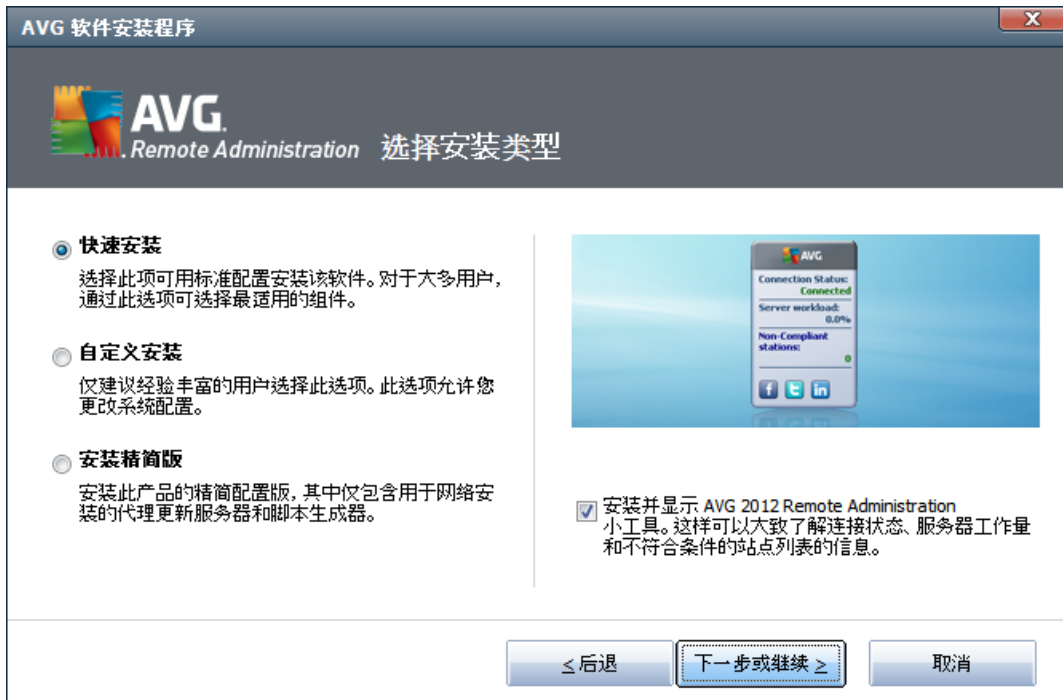 AVG 软件安装程序
AVG.
Remote Administration 选择安装类型
快速安装
选择此项可用标准配置安装该软件。对于大多用户，
通过此选项可选择最适用的组件。
自定义安装
仅建议经验丰富的用户选择此选项。此选项允许您
更改系统配置。
安装精简版
安装此产品的精简配置版，其中仅包含用于网络安
装的代理更新服务器和脚本生成器。
AVG
Connection Status:
Connected
Server workload:
0.0%
Non-Compliant
stations:
0
安装并显示 AVG 2012 Remote Administration
小工具。这样可以大致了解连接状态、服务器工作量
和不符合条件的站点列表的信息。
≤后退
下一步或继续 ≥
取消